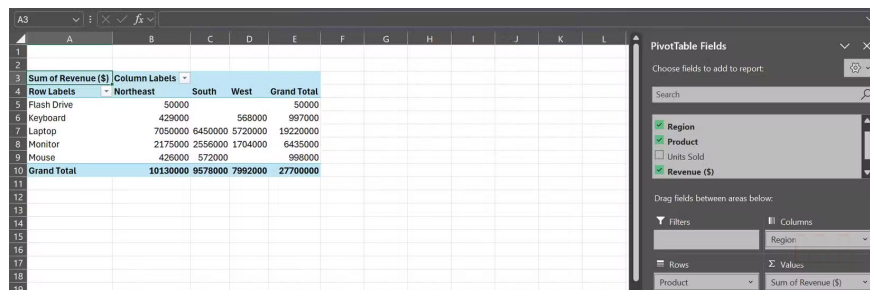 A3 fx
A B C D E F G H I J K L
1
2
3 Sum of Revenue ($) Column Labels
4 Row Labels Northeast South West Grand Total
5 Flash Drive 50000 50000
6 Keyboard 429000 568000 997000
7 Laptop 7050000 6450000 5720000 19220000
8 Monitor 2175000 2556000 1704000 6435000
9 Mouse 426000 572000 998000
10 Grand Total 10130000 9578000 7992000 27700000
11
12
13
14
15
16
17
18
19
PivotTable Fields
Choose fields to add to report:
Search
Region
Product
Units Sold
Revenue ($)
Drag fields between areas below:
Filters
Columns
Region
Rows
Σ Values
Product
Sum of Revenue ($)